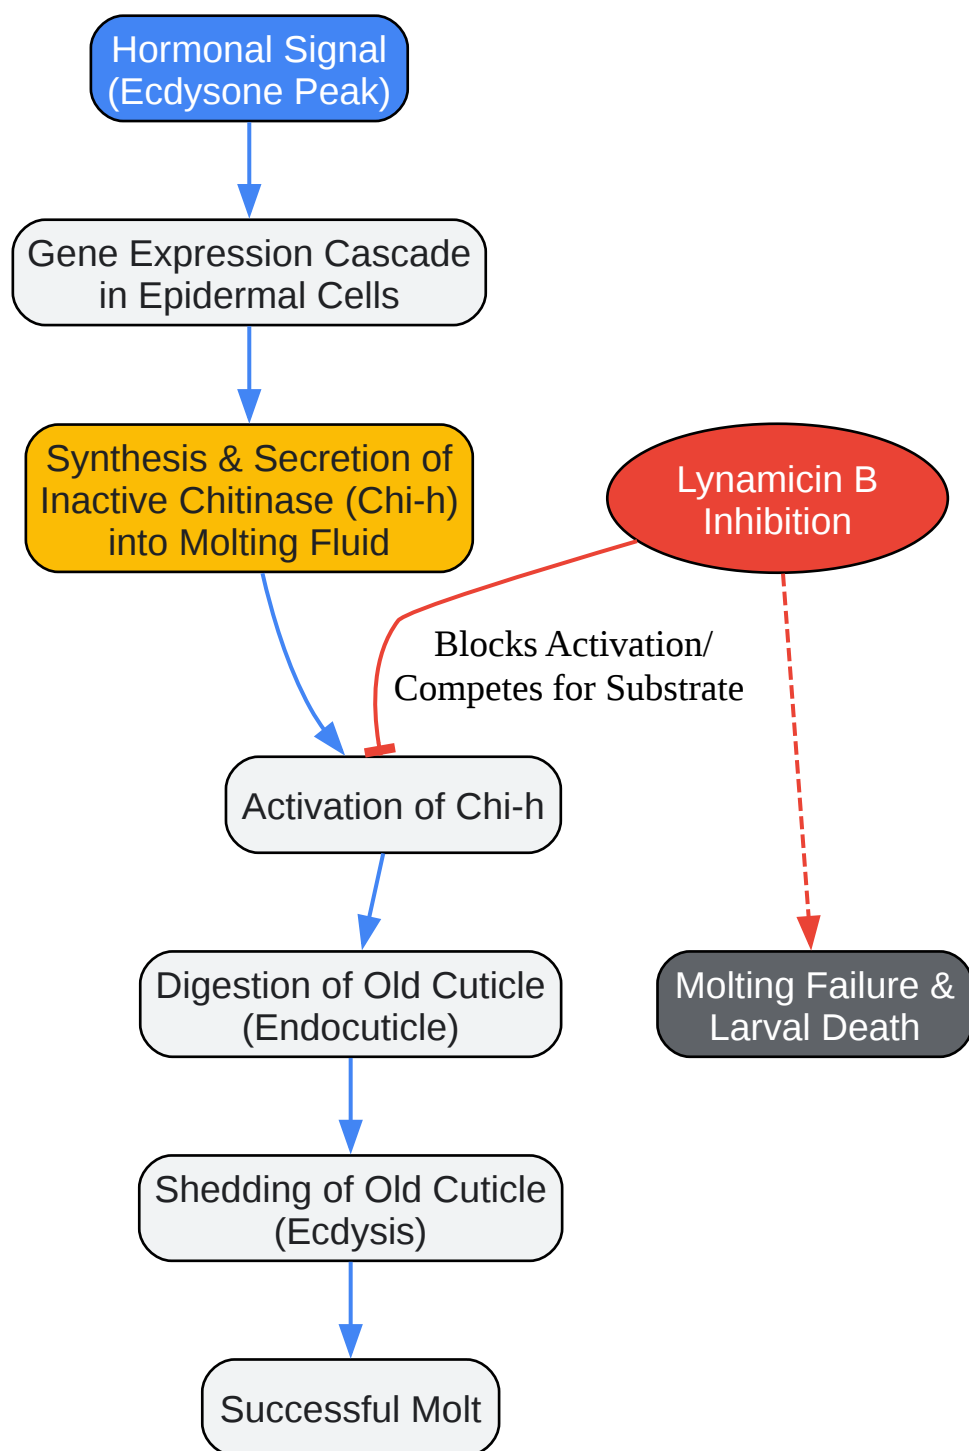 Hormonal Signal
(Ecdysone Peak)
Gene Expression Cascade
in Epidermal Cells
Synthesis & Secretion of
Inactive Chitinase (Chi-h)
into Molting Fluid
Lynamicin B
Inhibition
Blocks Activation/
Competes for Substrate
Activation of Chi-h
Digestion of Old Cuticle
(Endocuticle)
Molting Failure &
Larval Death
Shedding of Old Cuticle
(Ecdysis)
Successful Molt